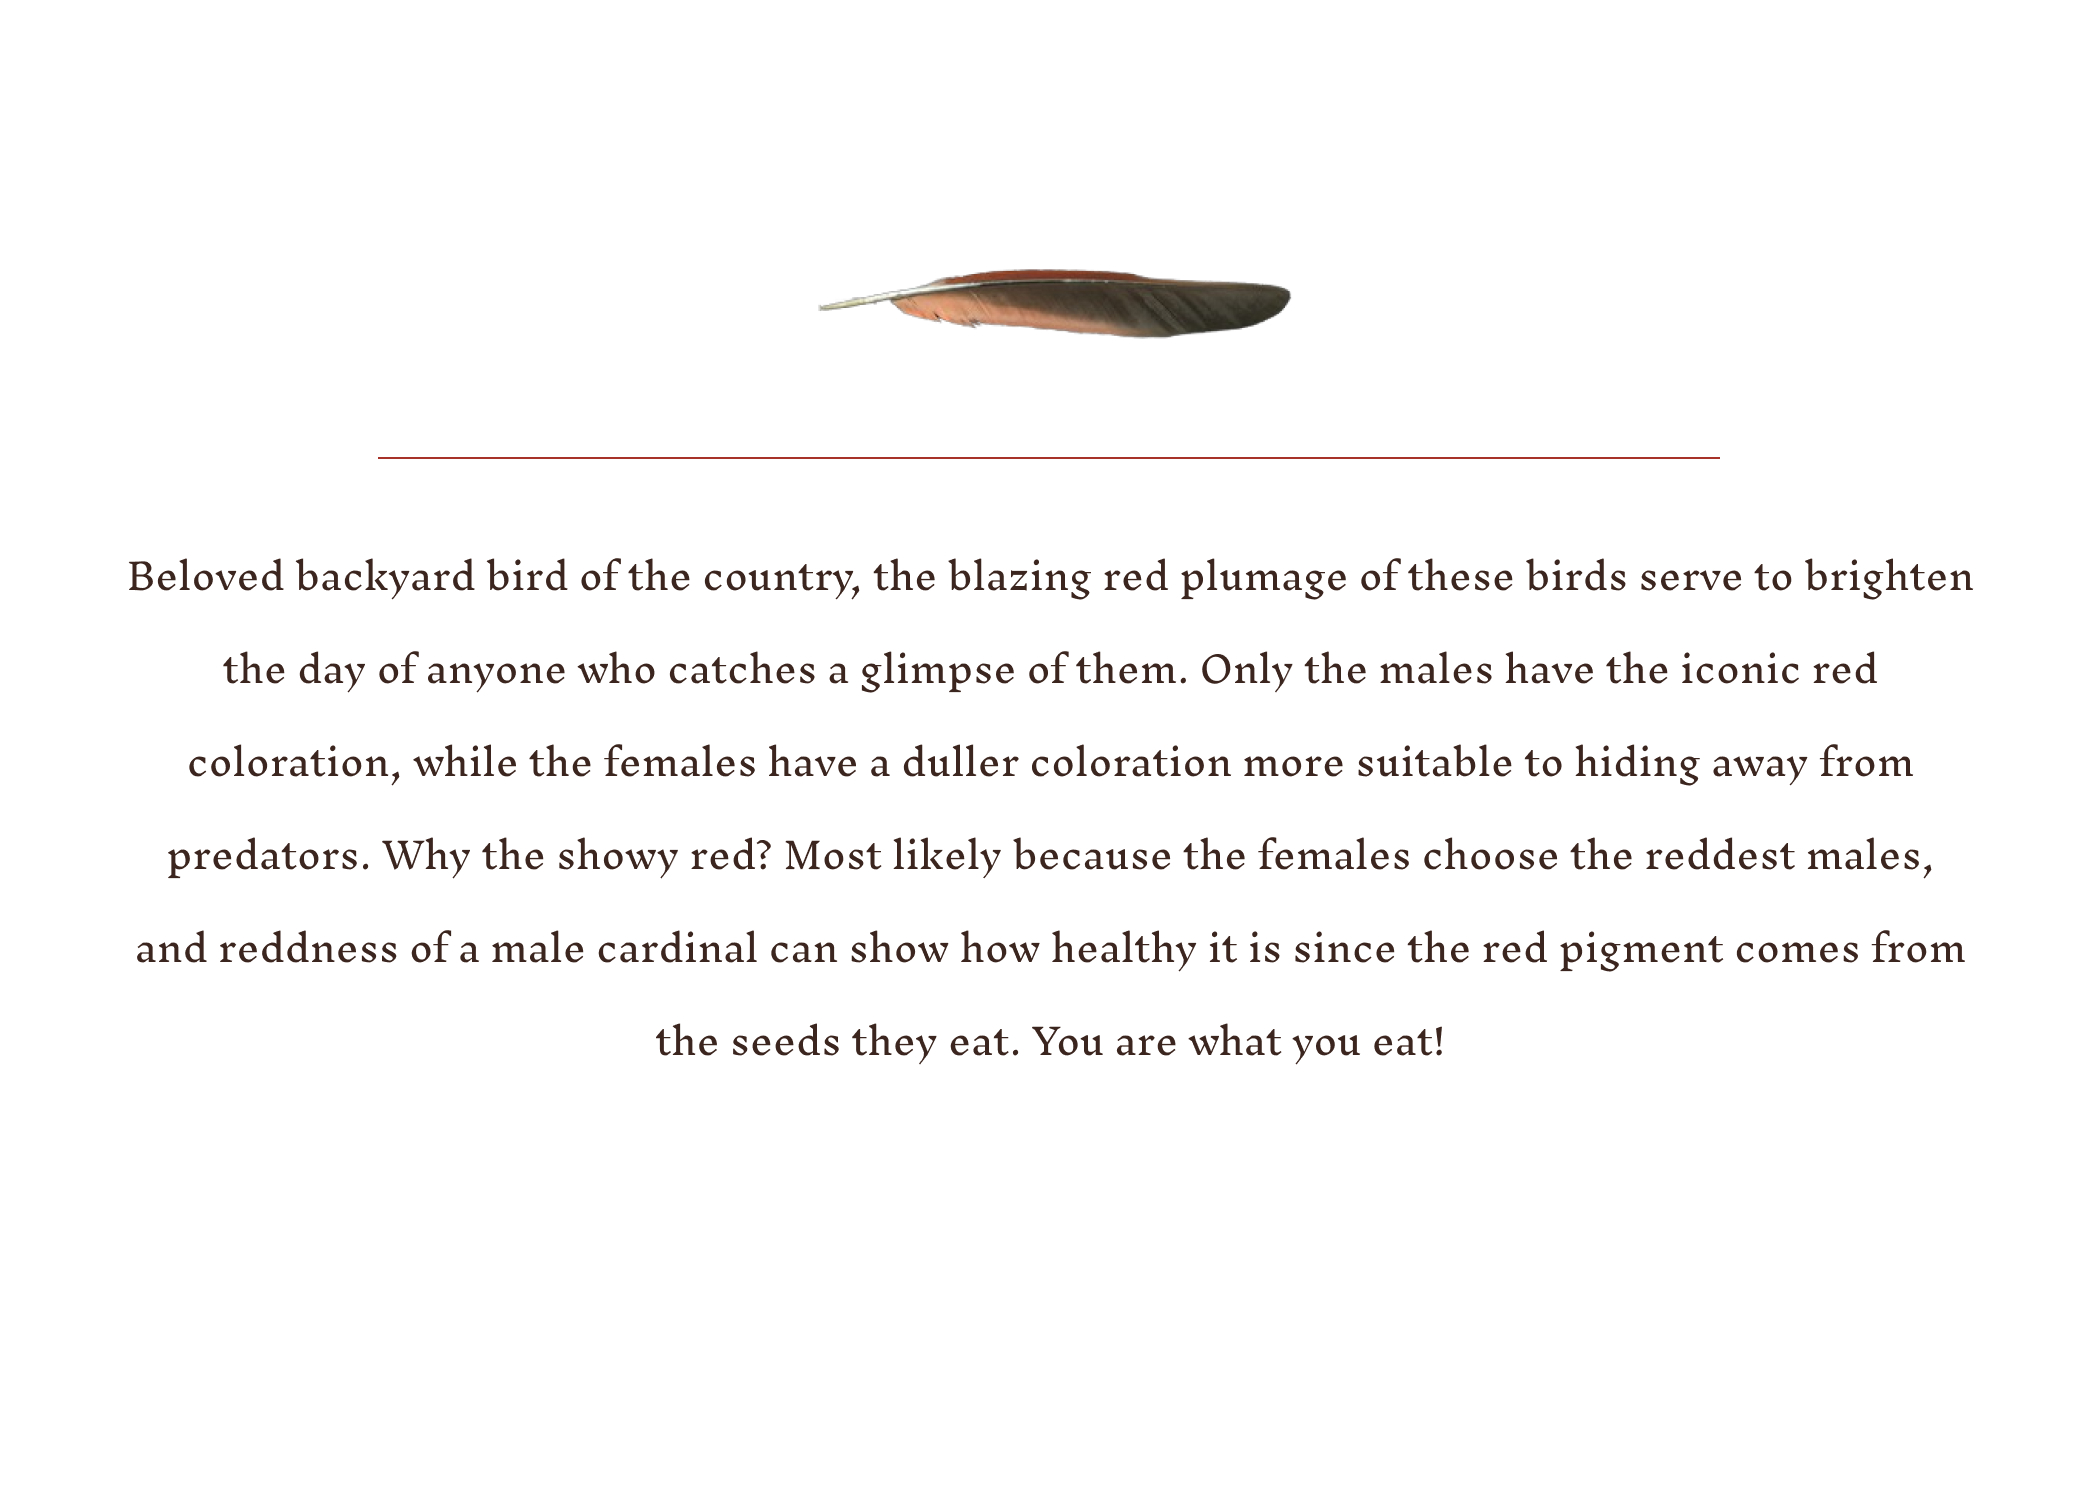 Beloved backyard bird of the country, the blazing red plumage of these birds serve to brighten
the day of anyone who catches a glimpse of them. Only the males have the iconic red
coloration, while the females have a duller coloration more suitable to hiding away from
predators. Why the showy red? Most likely because the females choose the reddest males,
and reddness of a male cardinal can show how healthy it is since the red pigment comes from
the seeds they eat. You are what you eat!